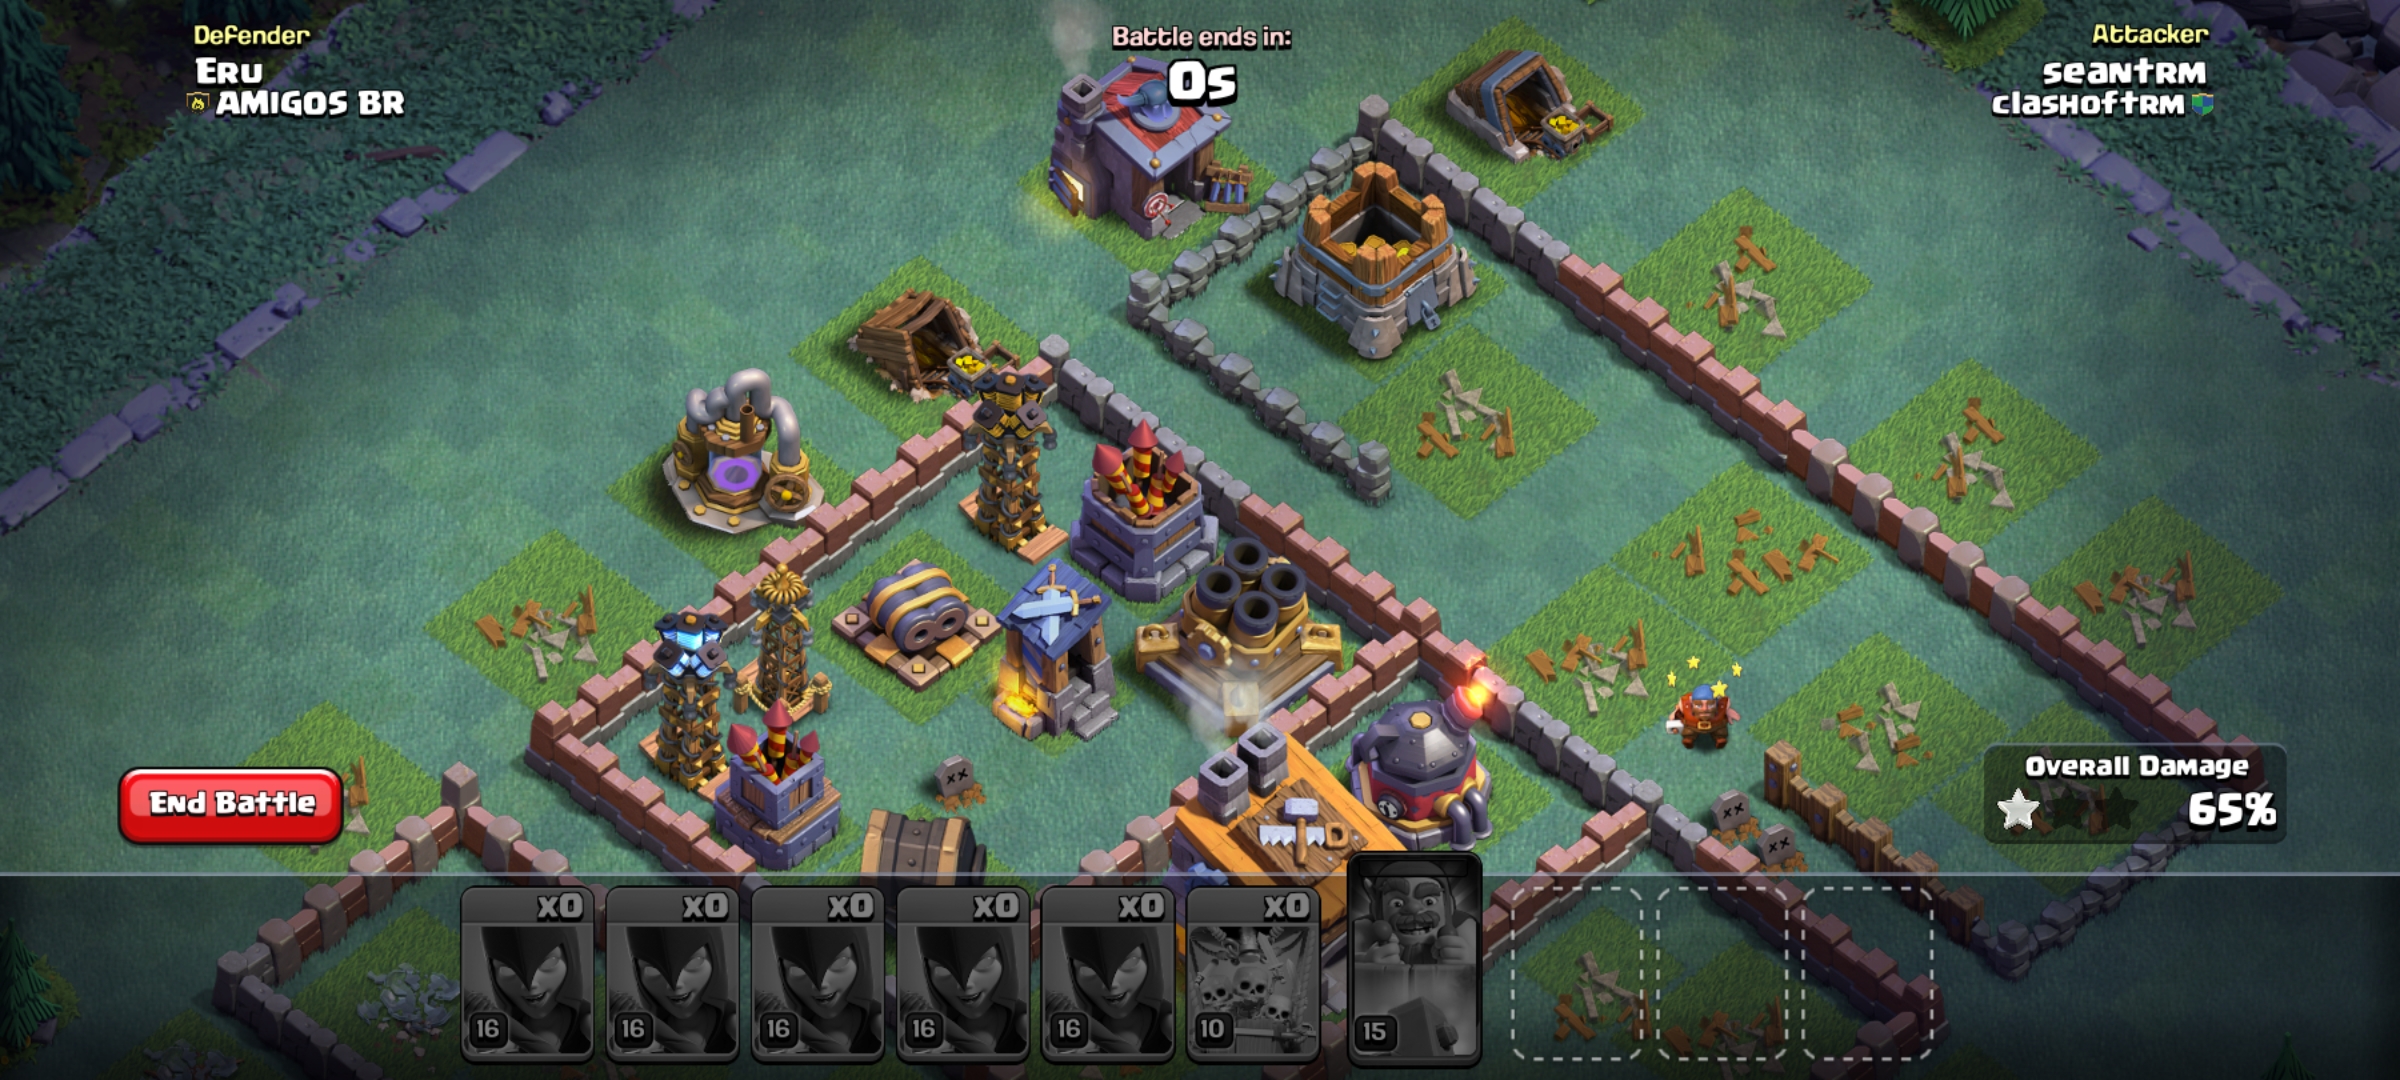 Defender
Eru
AMIGOS BR
Battle ends in:
0s
Attacker
seantRM
clashoftRM
End Battle
Overall Damage
65%
x0
x0
x0
x0
x0
x0
16
16
16
16
16
10
15